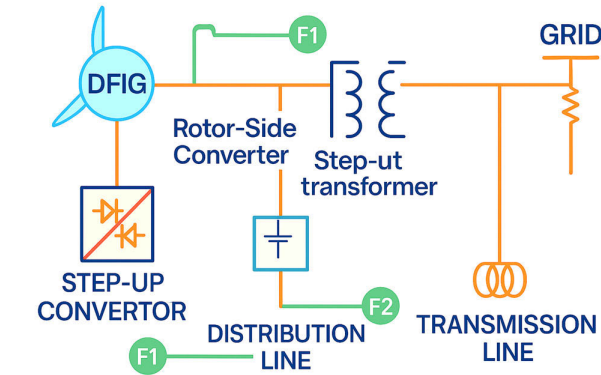 F1
GRID
DFIG
Rotor-Side
Converter
Step-ut
transformer
STEP-UP
CONVERTOR
F2
DISTRIBUTION
LINE
TRANSMISSION
LINE
F1